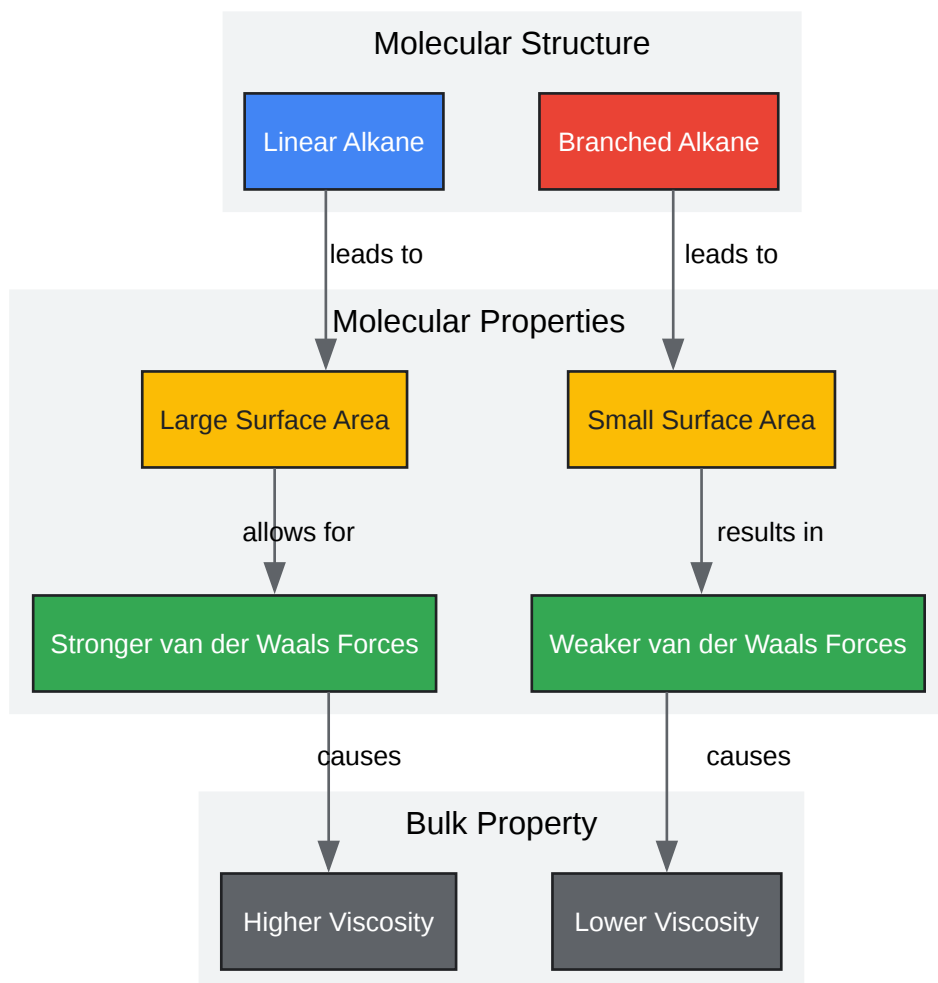 Molecular Structure
Linear Alkane
Branched Alkane
leads to
leads to
Molecular Properties
Large Surface Area
Small Surface Area
allows for
results in
Stronger van der Waals Forces
Weaker van der Waals Forces
causes
causes
Bulk Property
Higher Viscosity
Lower Viscosity